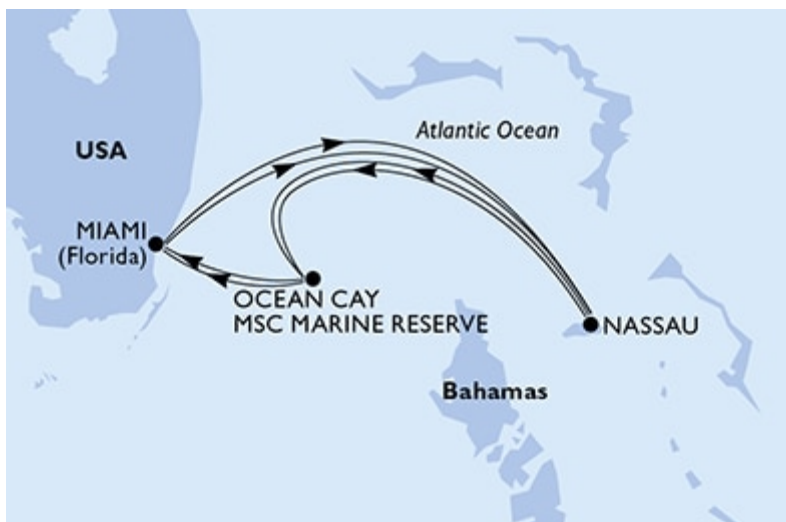 Atlantic Ocean
USA
MIAMI
(Florida)
OCEAN CAY
MSC MARINE RESERVE
NASSAU
Bahamas